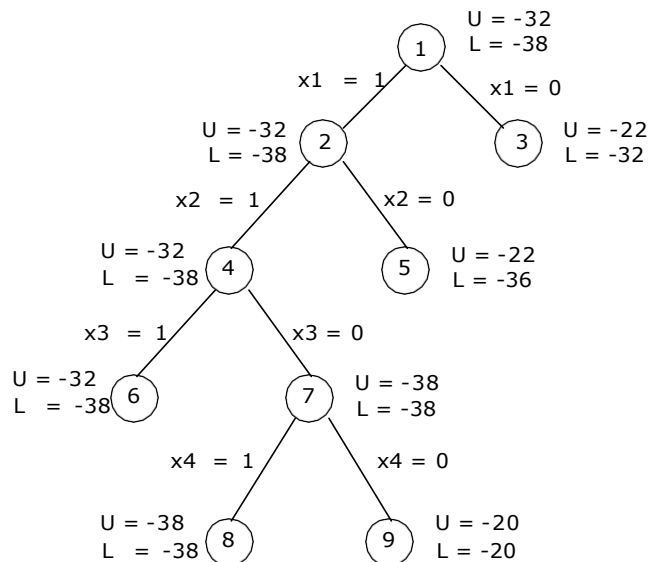 U = -32
1
L = -38
x1 = 1
x1 = 0
U = -32
L = -38
2
3
U = -22
L = -32
x2 = 1
x2 = 0
U = -32
L = -38
4
5
U = -22
L = -36
x3 = 1
x3 = 0
U = -32
L = -38
6
7
U = -38
L = -38
x4 = 1
x4 = 0
U = -38
L = -38
8
9
U = -20
L = -20